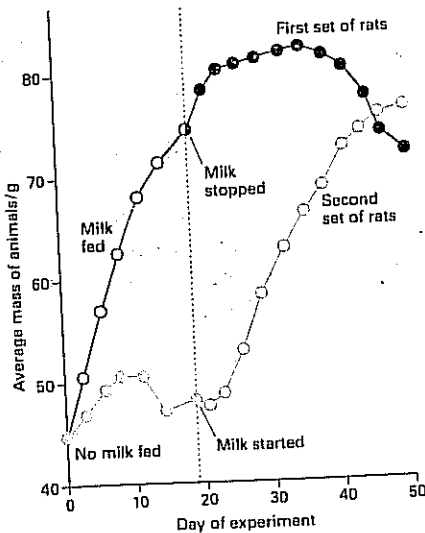 First set of rats
80
Milk
stopped
70
Milk
fed
Second
set of rats
Average mass of animals/g
60
50
No milk fed
Milk started
40
0
10
20
30
40
50
Day of experiment